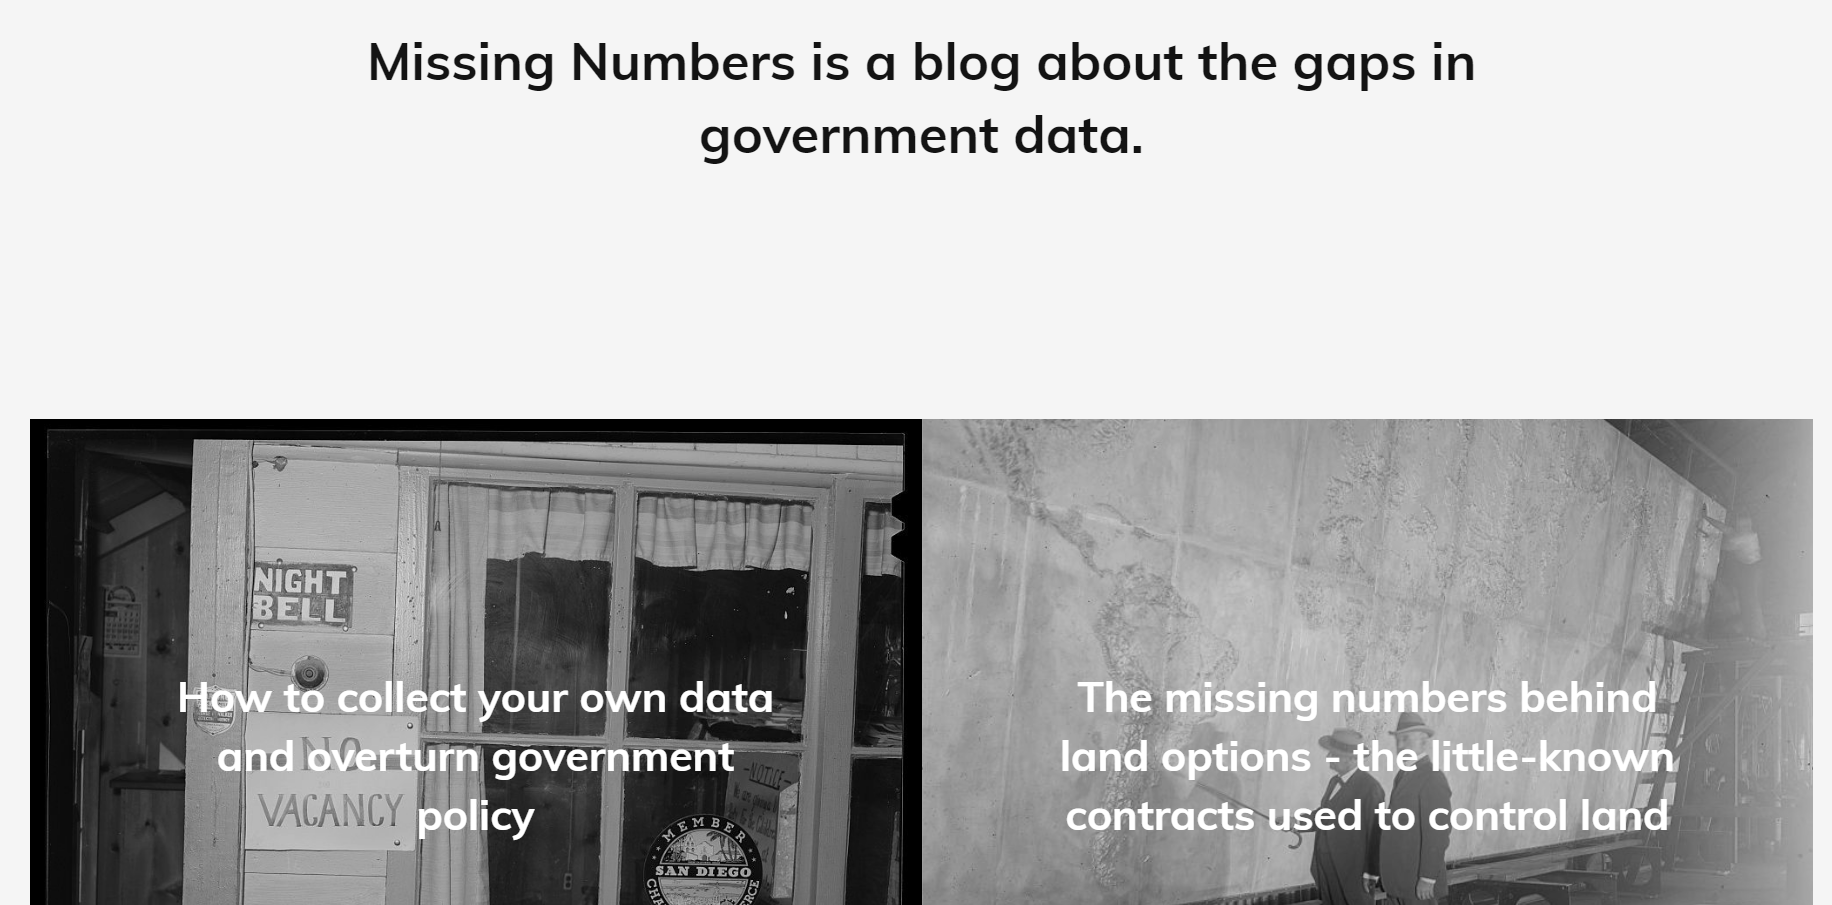 Missing Numbers is a blog about the gaps in
government data.
NIGHT
BELL
How to collect your own data
and overturn government
policy
NO
VACANCY
-NOTICE-
MEMBER
SAN DIEGO
The missing numbers behind
land options - the little-known
contracts used to control land